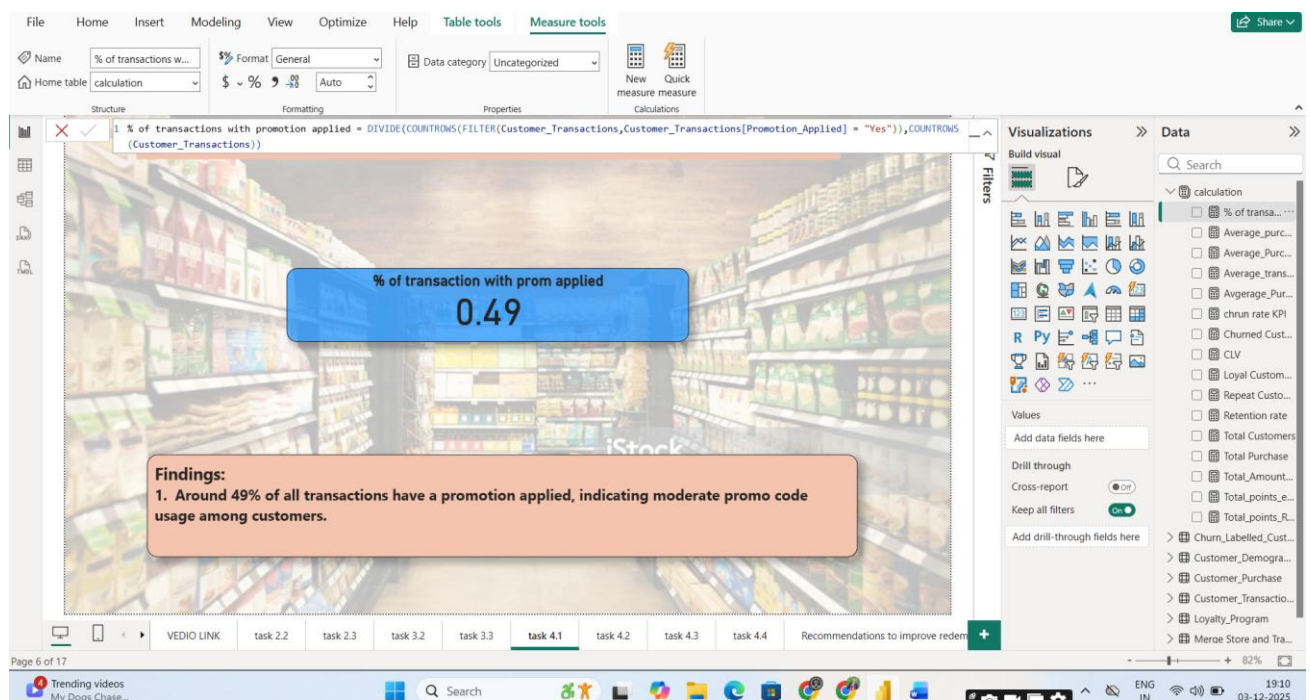 File Home Insert Modeling View Optimize Help Table tools Measure tools
Share
Name % of transactions w...
Home table calculation
Structure
$% Format General
$ % Auto
Formatting
Data category Uncategorized
Properties
New measure
Quick measure
Calculations
1 % of transactions with promotion applied = DIVIDE(COUNTROWS(FILTER(Customer_Transactions,Customer_Transactions[Promotion_Applied] = "Yes")),COUNTROWS
(Customer_Transactions))
% of transaction with prom applied
0.49
iStock
Findings:
1. Around 49% of all transactions have a promotion applied, indicating moderate promo code
usage among customers.
Filters
Visualizations
Build visual
R Py
Values
Add data fields here
Drill through
Cross-report Off
Keep all filters On
Add drill-through fields here
Data
Search
calculation
% of transa...
Average_purc...
Average_Purc...
Average_trans...
Avgerage_Pur...
chrun rate KPI
Churned Cust...
CLV
Loyal Custom...
Repeat Custo...
Retention rate
Total Customers
Total Purchase
Total_Amount...
Total_points_e...
Total_points_R...
Churn_Labelled_Cust...
Customer_Demogra...
Customer_Purchase
Customer_Transactio...
Loyalty_Program
Merge Store and Tra...
VEDIO LINK task 2.2 task 2.3 task 3.2 task 3.3 task 4.1 task 4.2 task 4.3 task 4.4 Recommendations to improve redem
Page 6 of 17
82%
4 Trending videos
My Dogs Chase...
Search
ENG
IN
19:10
03-12-2025